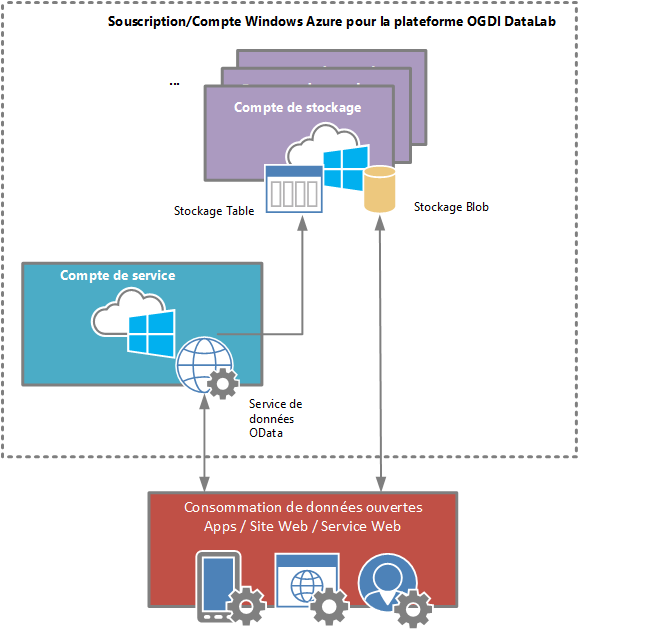 Souscription/Compte Windows Azure pour la plateforme OGDI DataLab
...
Compte de stockage
Stockage Table
Stockage Blob
Compte de service
Service de
données
OData
Consommation de données ouvertes
Apps / Site Web / Service Web